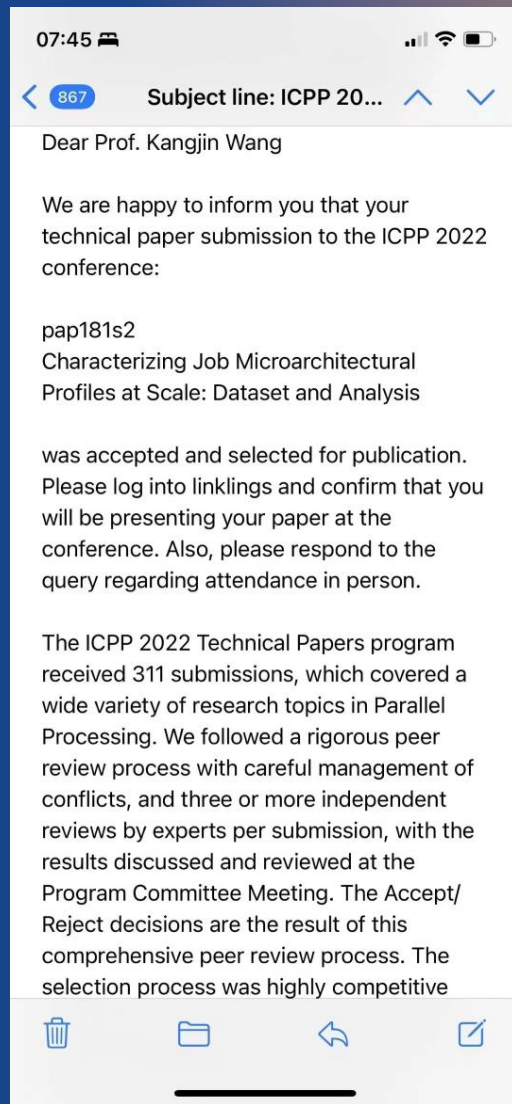 07:45
867
Subject line: ICPP 20...
Dear Prof. Kangjin Wang
We are happy to inform you that your
technical paper submission to the ICPP 2022
conference:
pap181s2
Characterizing Job Microarchitectural
Profiles at Scale: Dataset and Analysis
was accepted and selected for publication.
Please log into linklings and confirm that you
will be presenting your paper at the
conference. Also, please respond to the
query regarding attendance in person.
The ICPP 2022 Technical Papers program
received 311 submissions, which covered a
wide variety of research topics in Parallel
Processing. We followed a rigorous peer
review process with careful management of
conflicts, and three or more independent
reviews by experts per submission, with the
results discussed and reviewed at the
Program Committee Meeting. The Accept/
Reject decisions are the result of this
comprehensive peer review process. The
selection process was highly competitive